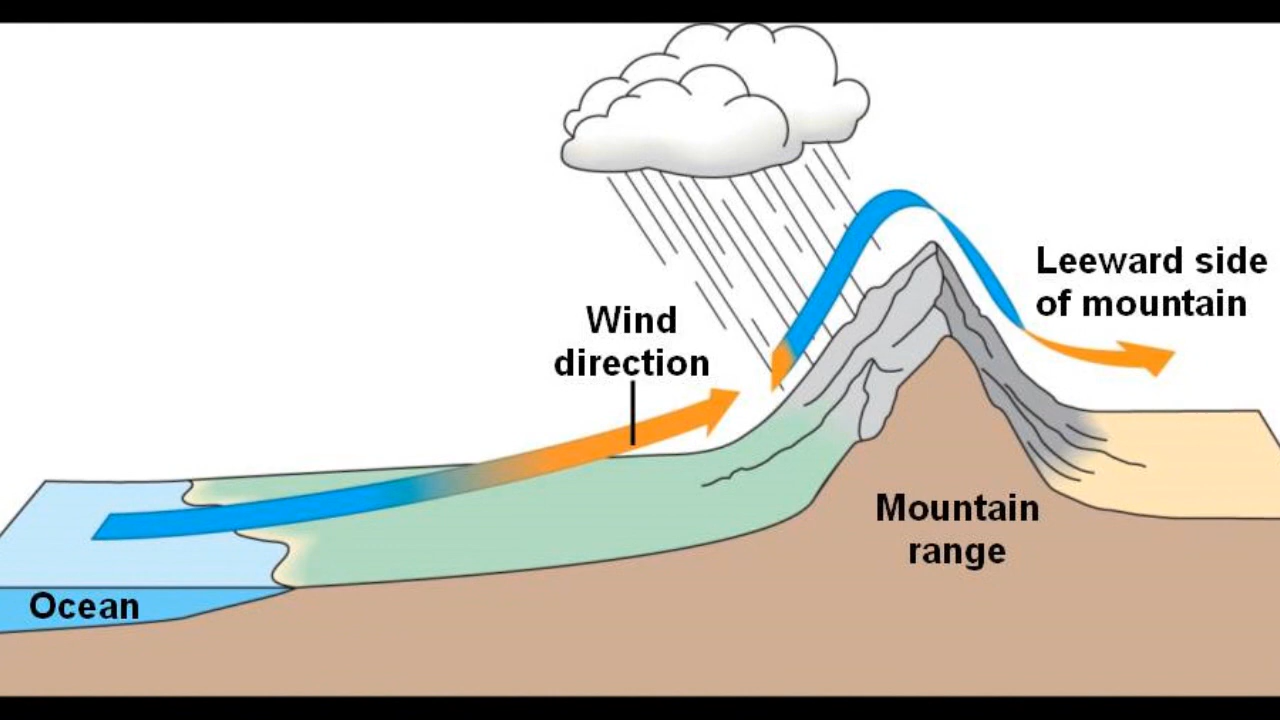 Wind
direction
Leeward side
of mountain
Mountain
range
Ocean